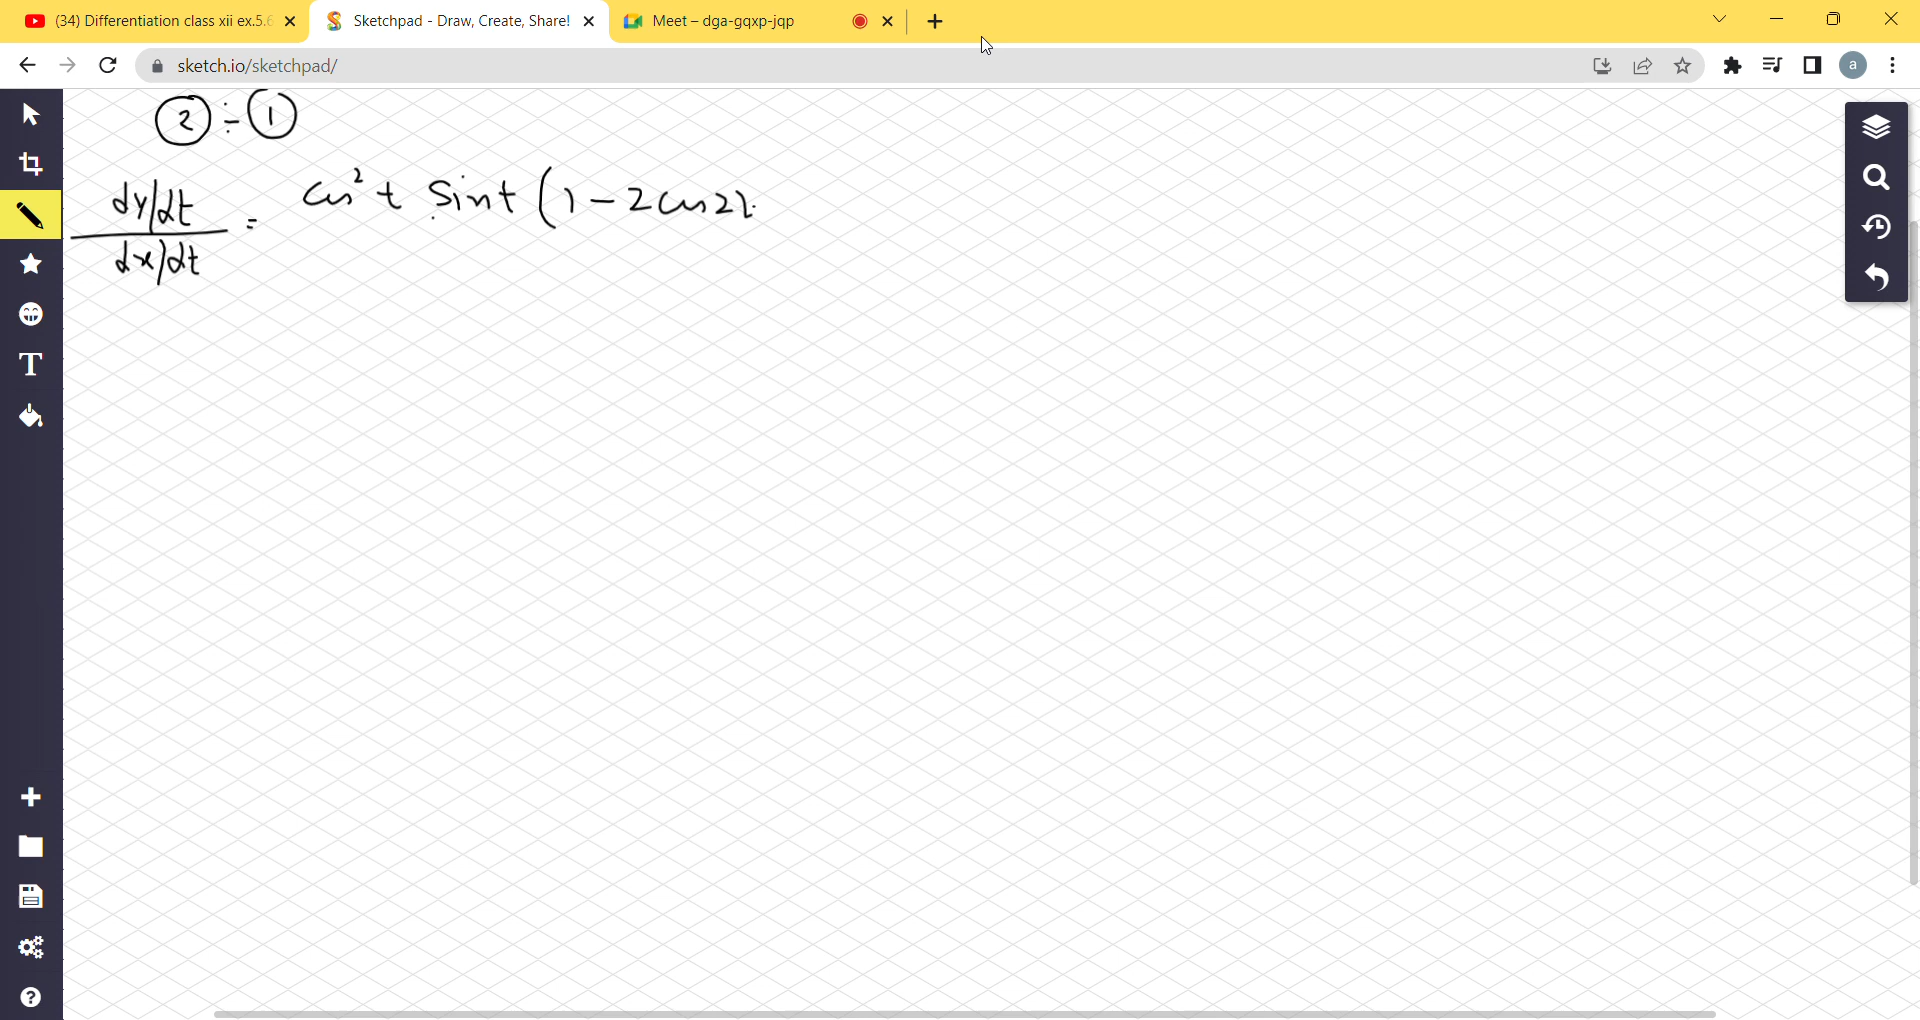 (34) Differentiation class xii ex.5.6
Sketchpad - Draw, Create, Share!
Meet – dga-gqxp-jqp
sketch.io/sketchpad/
a
② ÷ ①
dy/dt
dx/dt
= cos² t sint (1 - 2cos2t
T
?